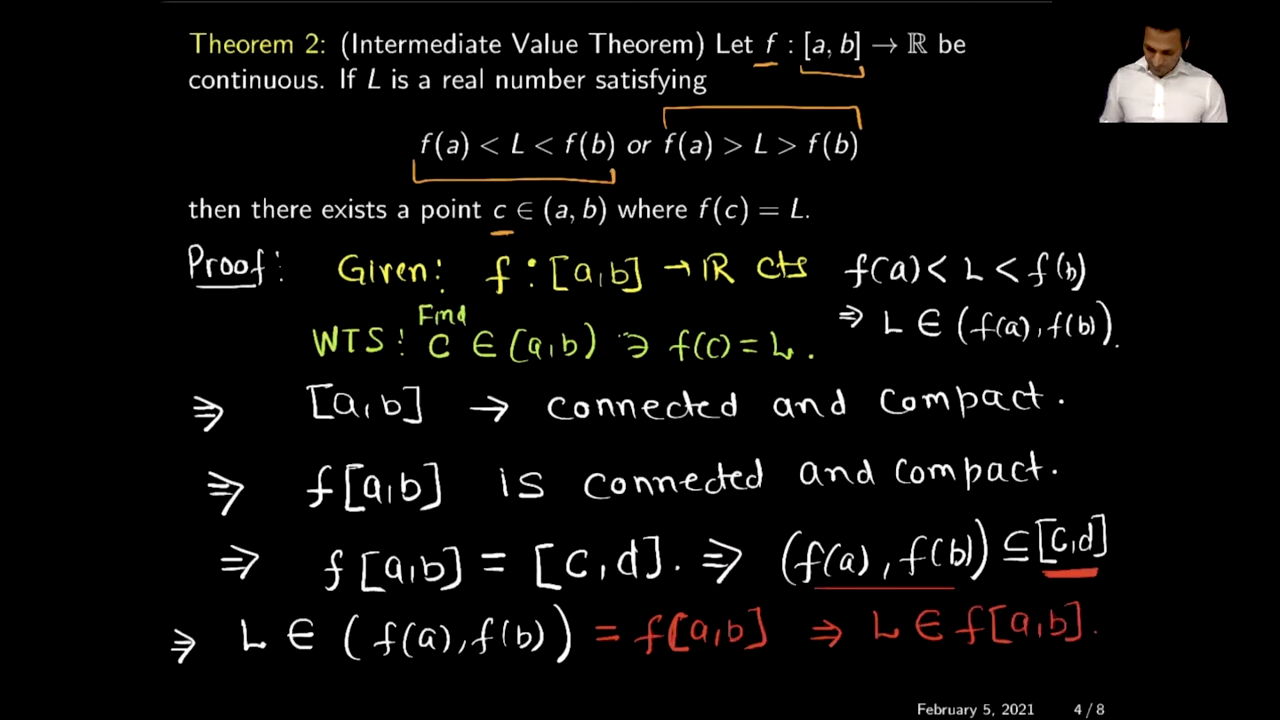 Theorem 2: (Intermediate Value Theorem) Let f : [a, b] → ℝ be
continuous. If L is a real number satisfying
f(a) < L < f(b) or f(a) > L > f(b)
then there exists a point c ∈ (a, b) where f(c) = L.
Proof: Given: f : [a,b] → ℝ cts f(a) < L < f(b)
⇒ L ∈ (f(a), f(b)).
WTS: Find c ∈ (a,b) ∋ f(c) = L.
⇒ [a,b] → connected and compact.
⇒ f[a,b] is connected and compact.
⇒ f[a,b] = [c,d]. ⇒ (f(a), f(b)) ⊆ [c,d]
⇒ L ∈ (f(a), f(b)) = f[a,b] ⇒ L ∈ f[a,b].
February 5, 2021 4 / 8